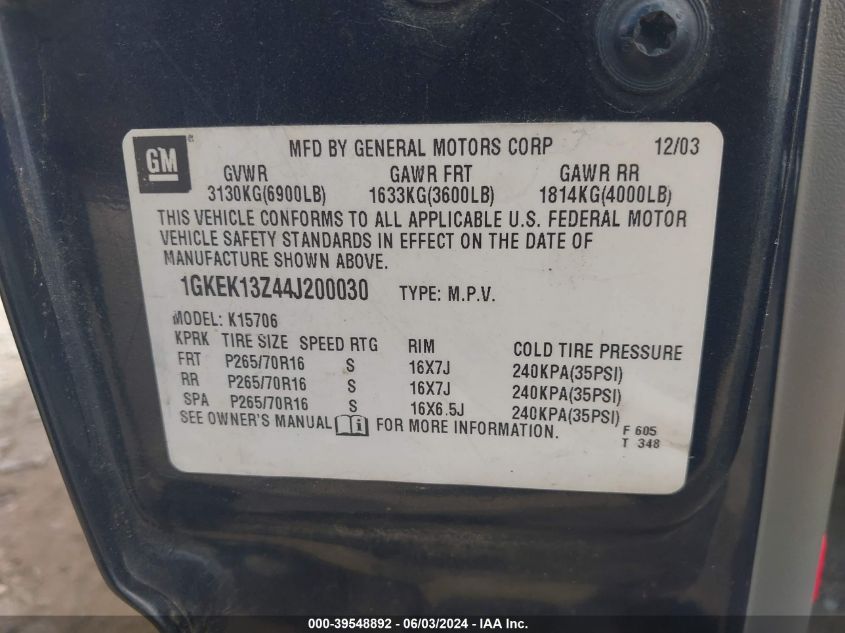 GM
MFD BY GENERAL MOTORS CORP 12/03
GVWR GAWR FRT GAWR RR
3130KG(6900LB) 1633KG(3600LB) 1814KG(4000LB)
THIS VEHICLE CONFORMS TO ALL APPLICABLE U.S. FEDERAL MOTOR
VEHICLE SAFETY STANDARDS IN EFFECT ON THE DATE OF
MANUFACTURE SHOWN ABOVE.
1GKEK13Z44J200030 TYPE: M.P.V.
MODEL: K15706
KPRK TIRE SIZE SPEED RTG RIM COLD TIRE PRESSURE
FRT P265/70R16 S 16X7J 240KPA(35PSI)
RR P265/70R16 S 16X7J 240KPA(35PSI)
SPA P265/70R16 S 16X6.5J 240KPA(35PSI)
SEE OWNER'S MANUAL FOR MORE INFORMATION.
F 605
T 348
000-39548892 - 06/03/2024 - IAA Inc.